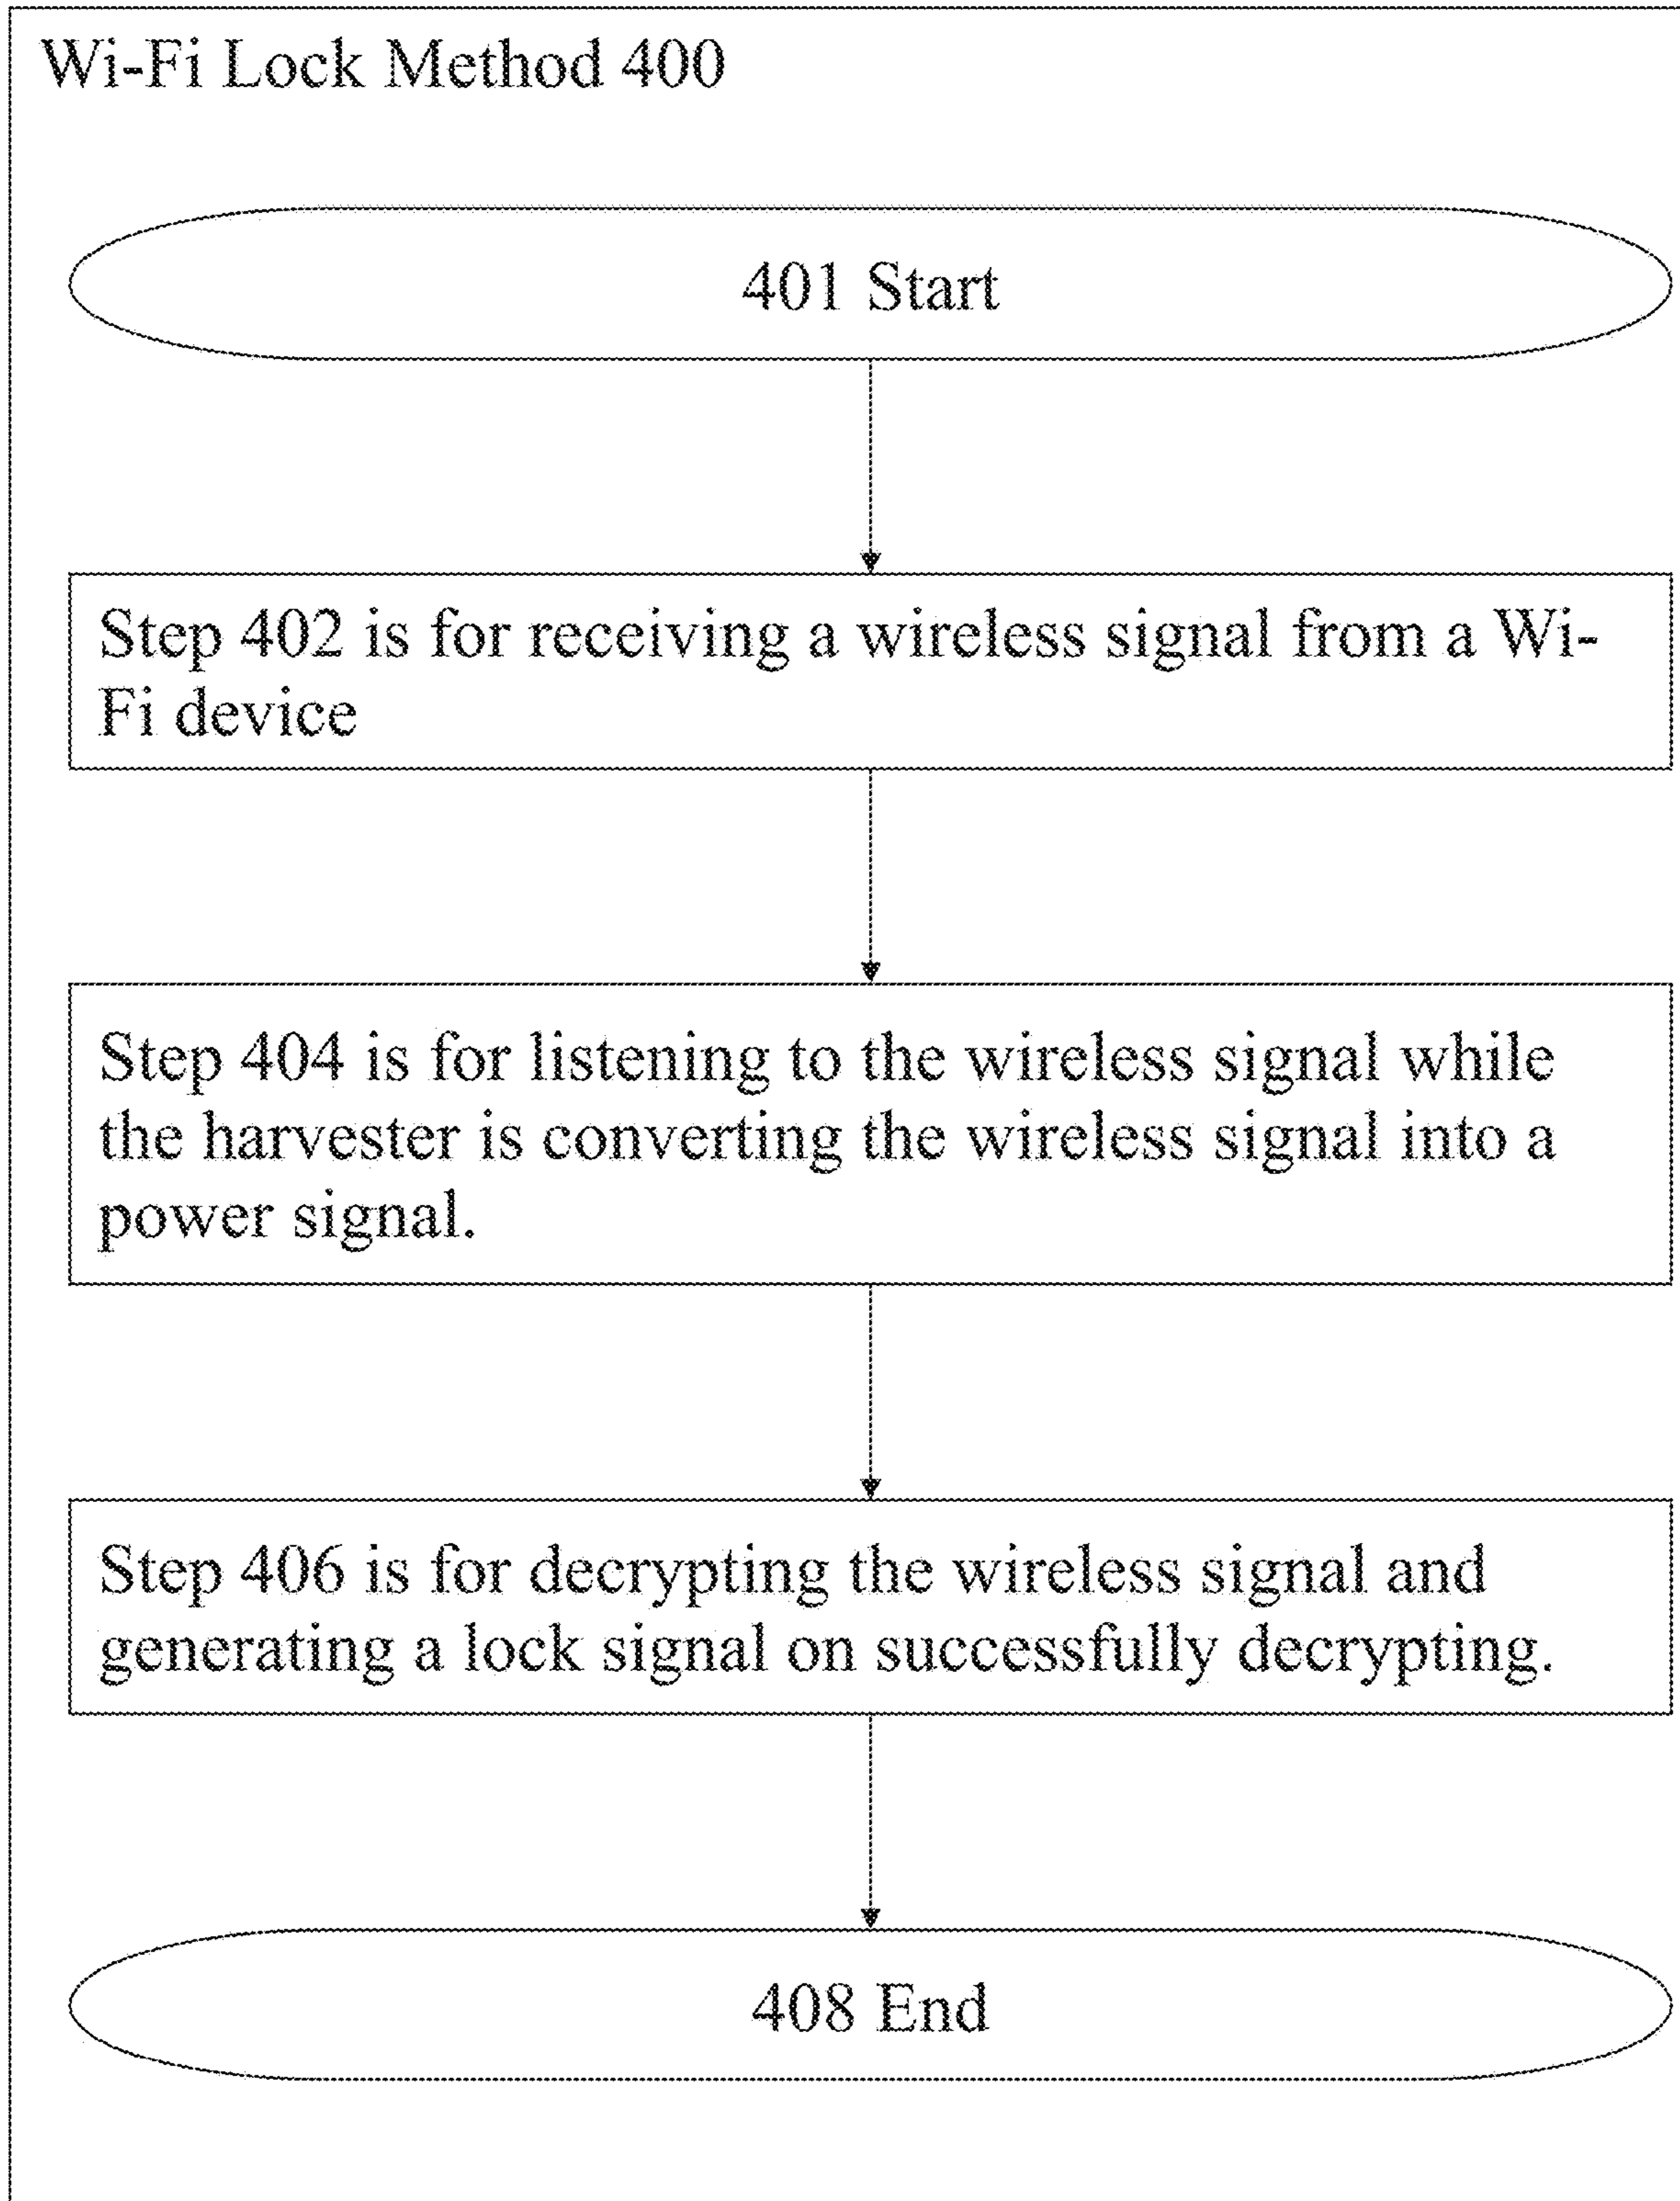 Wi-Fi Lock Method 400
401 Start
Step 402 is for receiving a wireless signal from a Wi-
Fi device
Step 404 is for listening to the wireless signal while
the harvester is converting the wireless signal into a
power signal.
Step 406 is for decrypting the wireless signal and
generating a lock signal on successfully decrypting.
408 End